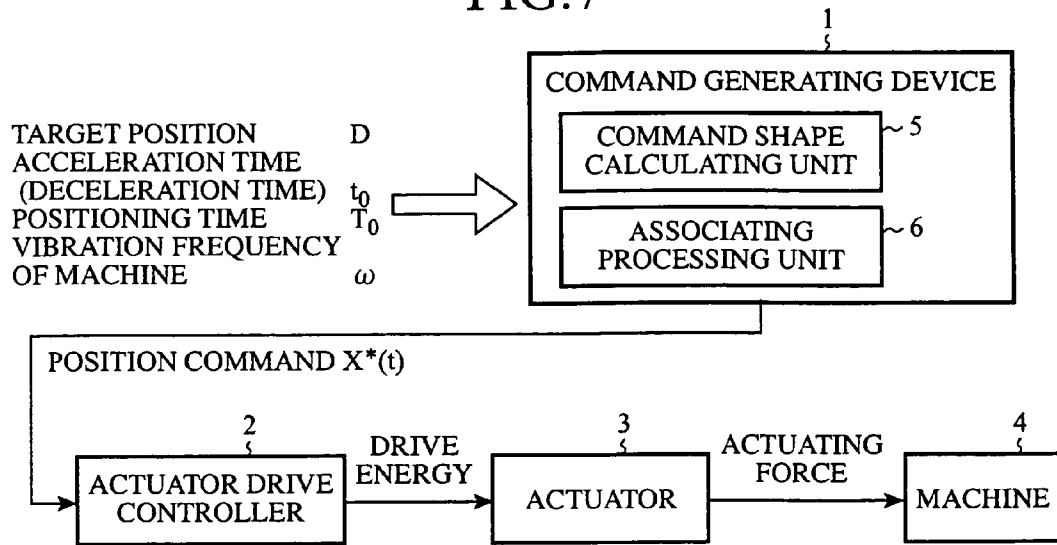 FIG. 7
1
COMMAND GENERATING DEVICE
COMMAND SHAPE
CALCULATING UNIT
5
ASSOCIATING
PROCESSING UNIT
6
TARGET POSITION D
ACCELERATION TIME
(DECELERATION TIME) t₀
POSITIONING TIME T₀
VIBRATION FREQUENCY
OF MACHINE ω
POSITION COMMAND X*(t)
2
ACTUATOR DRIVE
CONTROLLER
DRIVE
ENERGY
3
ACTUATOR
ACTUATING
FORCE
4
MACHINE